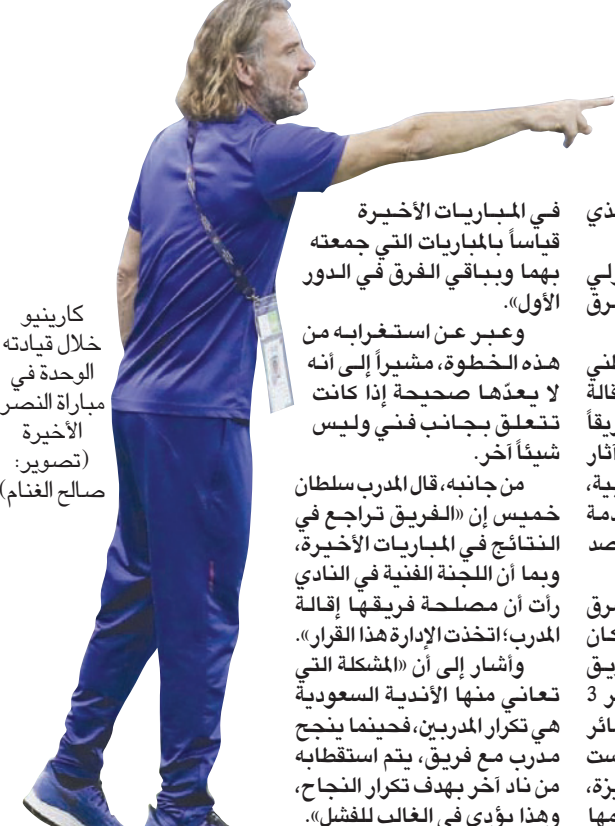 في المباريات الأخيرة
قياساً بالمباريات التي جمعته
بهما وبباقي الفرق في الدور
الأول».
وعبر عن استغرابه من
هذه الخطوة، مشيراً إلى أنه
لا يعدّها صحيحة إذا كانت
تتعلق بجانب فني وليس
شيئاً آخر.
من جانبه، قال المدرب سلطان
خميس إن «الفريق تراجع في
النتائج في المباريات الأخيرة،
وبما أن اللجنة الفنية في النادي
رأت أن مصلحة فريقها إقالة
المدرب؛ اتخذت الإدارة هذا القرار».
وأشار إلى أن «المشكلة التي
تعاني منها الأندية السعودية
هي تكرار المدربين، فحينما ينجح
مدرب مع فريق، يتم استقطابه
من ناد آخر بهدف تكرار النجاح،
وهذا يؤدي في الغالب للفشل».
كارينيو
خلال قيادته
الوحدة في
مباراة النصر
الأخيرة
(تصوير:
صالح الغنام)